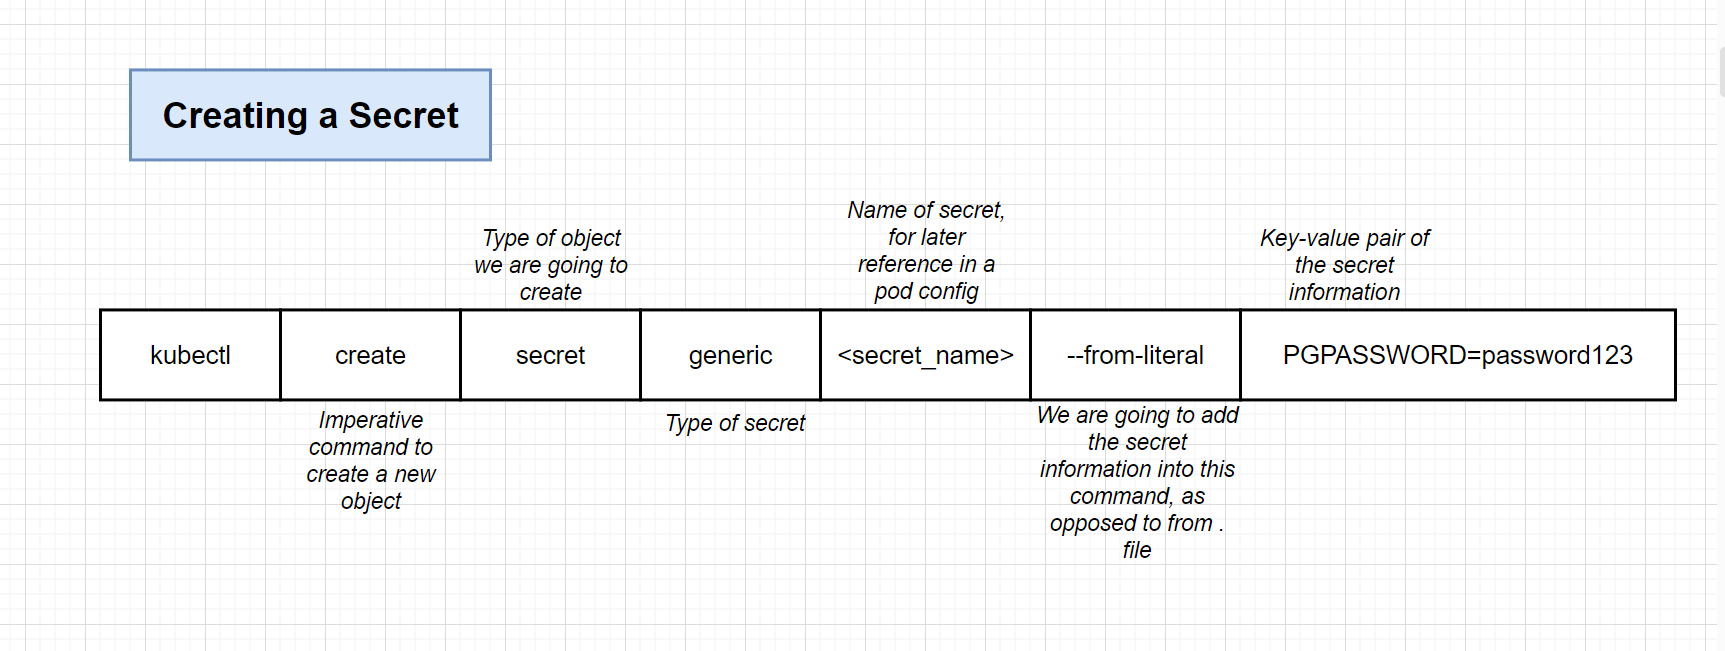 Creating a Secret
Type of object
we are going to
create
Name of secret,
for later
reference in a
pod config
Key-value pair of
the secret
information
kubectl
create
secret
generic
<secret_name>
--from-literal
PGPASSWORD=password123
Imperative
command to
create a new
object
Type of secret
We are going to add
the secret
information into this
command, as
opposed to from .
file